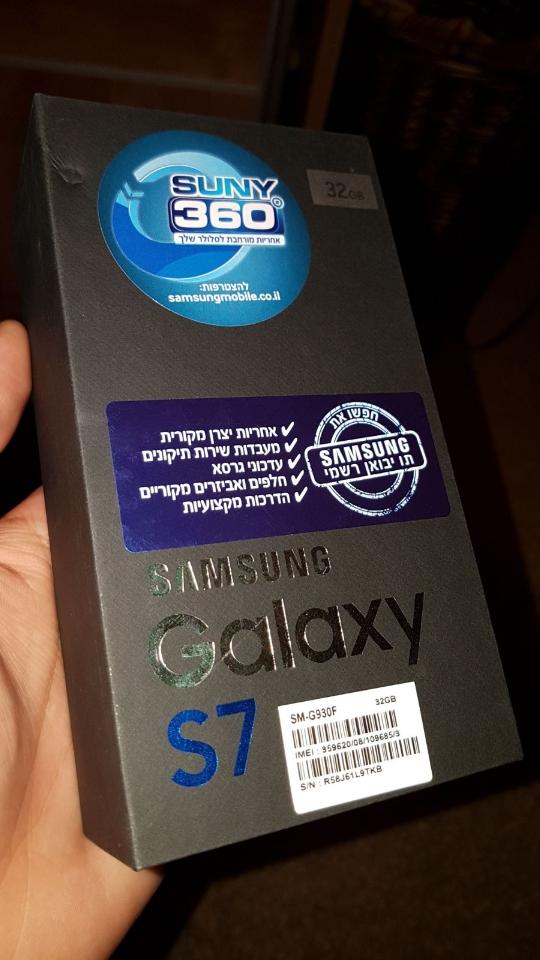 SUNY
360°
אחריות מורחבת לסלולר שלך
להצטרפות:
samsungmobile.co.il
32GB
חפשו את
SAMSUNG
תו יבואן רשמי
✓ אחריות יצרן מקורית
✓ מעבדות שירות תיקונים
✓ עדכוני גרסא
✓ חלפים ואביזרים מקוריים
✓ הדרכות מקצועיות
SAMSUNG
Galaxy
S7
SM-G930F 32GB
IMEI : 359620/08/109685/3
S/N : R58J61L9TKB